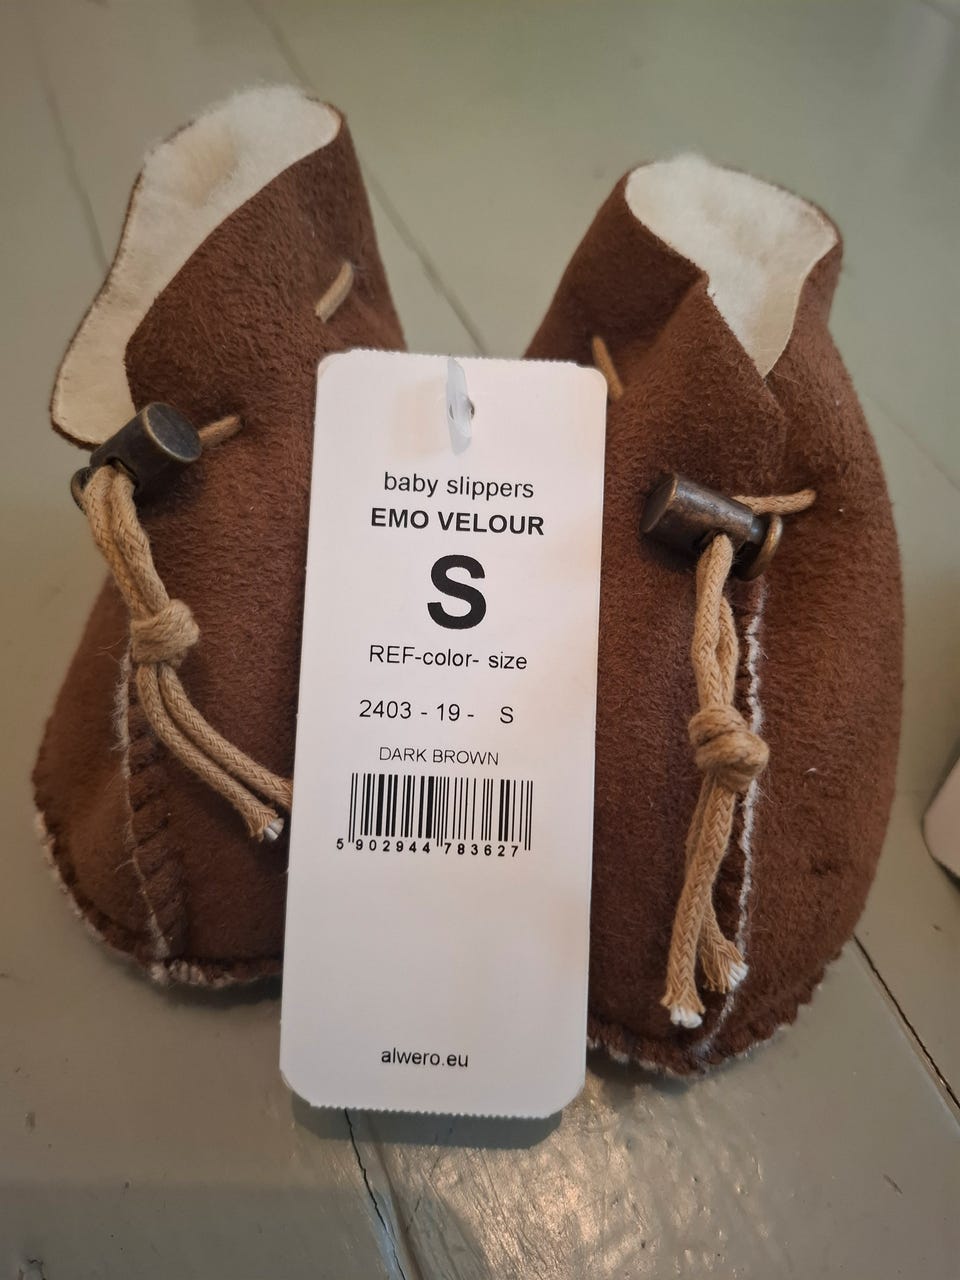 baby slippers
EMO VELOUR
S
REF-color- size
2403 - 19 - S
DARK BROWN
5 902944 783627
alwero.eu